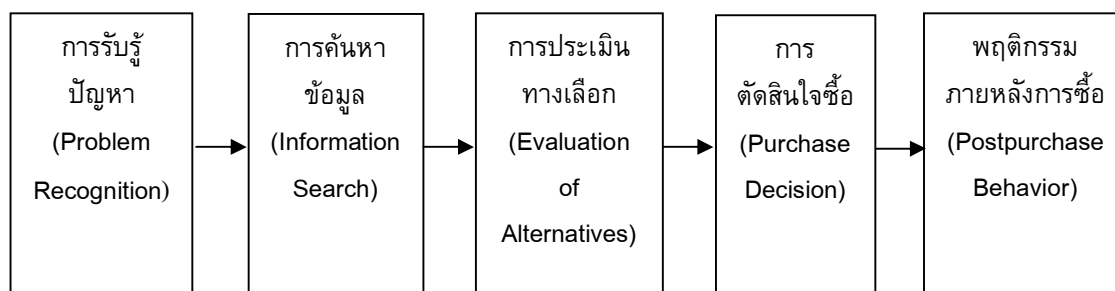 การรับรู้
ปัญหา
(Problem
Recognition)
การค้นหา
ข้อมูล
(Information
Search)
การประเมิน
ทางเลือก
(Evaluation
of
Alternatives)
การ
ตัดสินใจซื้อ
(Purchase
Decision)
พฤติกรรม
ภายหลังการซื้อ
(Postpurchase
Behavior)